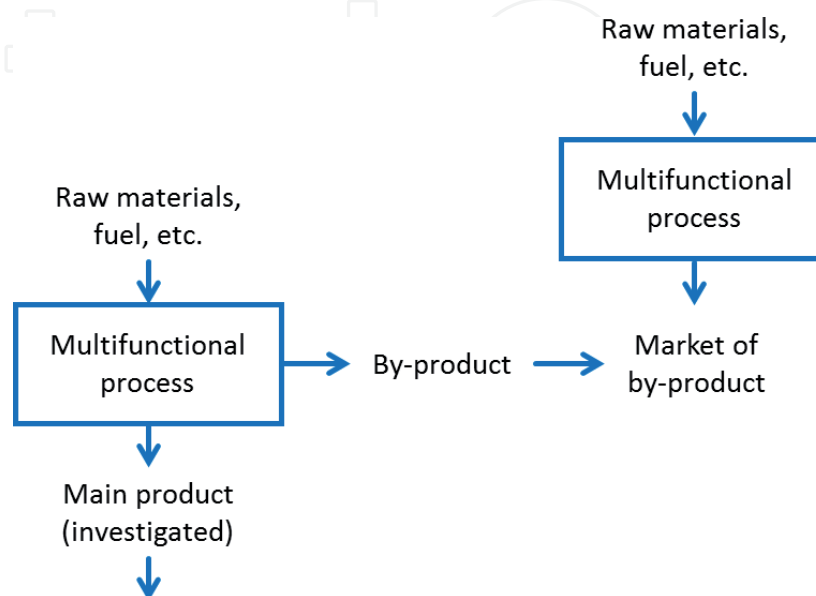 Raw materials,
fuel, etc.
Multifunctional
process
Raw materials,
fuel, etc.
Multifunctional
process
By-product
Market of
by-product
Main product
(investigated)